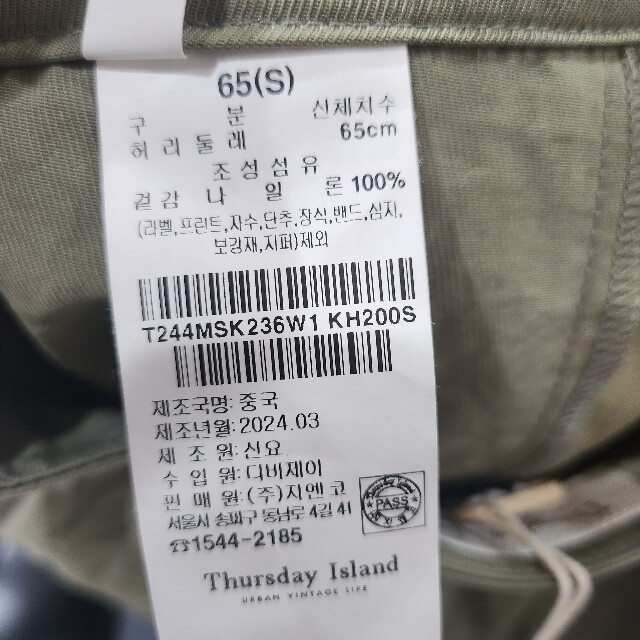 65(S)
구 분 신체치수
허리둘레 65cm
조성섬유
겉감 나 일 론 100%
(라벨,프린트,자수,단추,장식,밴드,심지,
보강재,지퍼)제외
T244MSK236W1 KH200S
제조국명:중국
제조년월:2024.03
제 조 원:신요
수 입 원:디비제이
판 매 원:(주)지엔코
서울시 송파구 동남로 4길 41
☎1544-2185
PASS
Thursday Island
URBAN VINTAGE LIFE